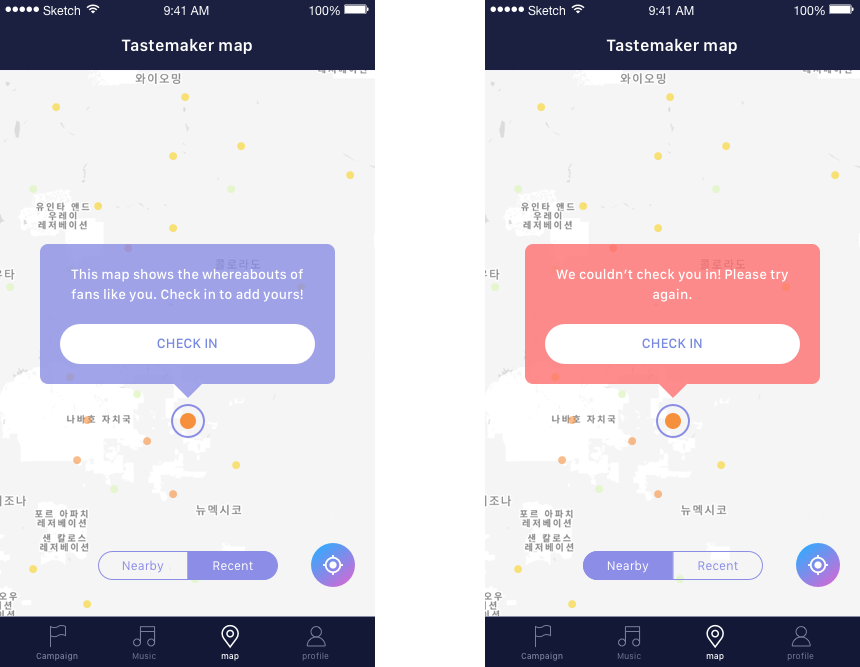 Sketch 9:41 AM 100%
Tastemaker map
와이오밍
유인타 앤드
우레이
레저베이션
콜로라도
This map shows the whereabouts of
fans like you. Check in to add yours!
CHECK IN
나바호 자치국
뉴멕시코
포르 아파치
레저베이션
샌 칼로스
레저베이션
Nearby
Recent
Campaign
Music
map
profile
Sketch 9:41 AM 100%
Tastemaker map
와이오밍
유인타 앤드
우레이
레저베이션
콜로라도
We couldn’t check you in! Please try
again.
CHECK IN
나바호 자치국
뉴멕시코
포르 아파치
레저베이션
샌 칼로스
레저베이션
Nearby
Recent
Campaign
Music
map
profile